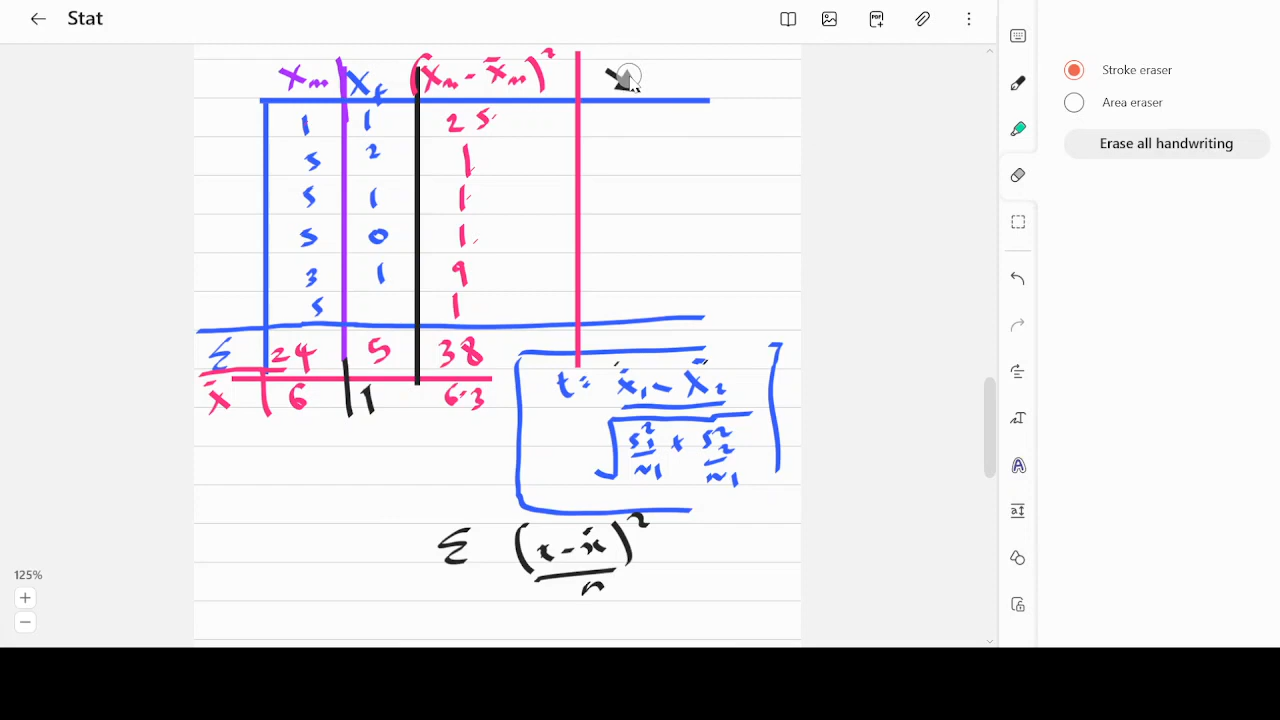 Stat
Stroke eraser
Area eraser
Erase all handwriting
Xm Xf (Xm - X̄m)²
1 1 25
5 2 1
5 1 1
5 0 1
3 1 9
5 1
Σ 24 5 38
X̄ 6 1 6.3
t = X̄1 - X̄2
√ S1²/n1 + S2²/n1
Σ (x - x̄)²
n
125%